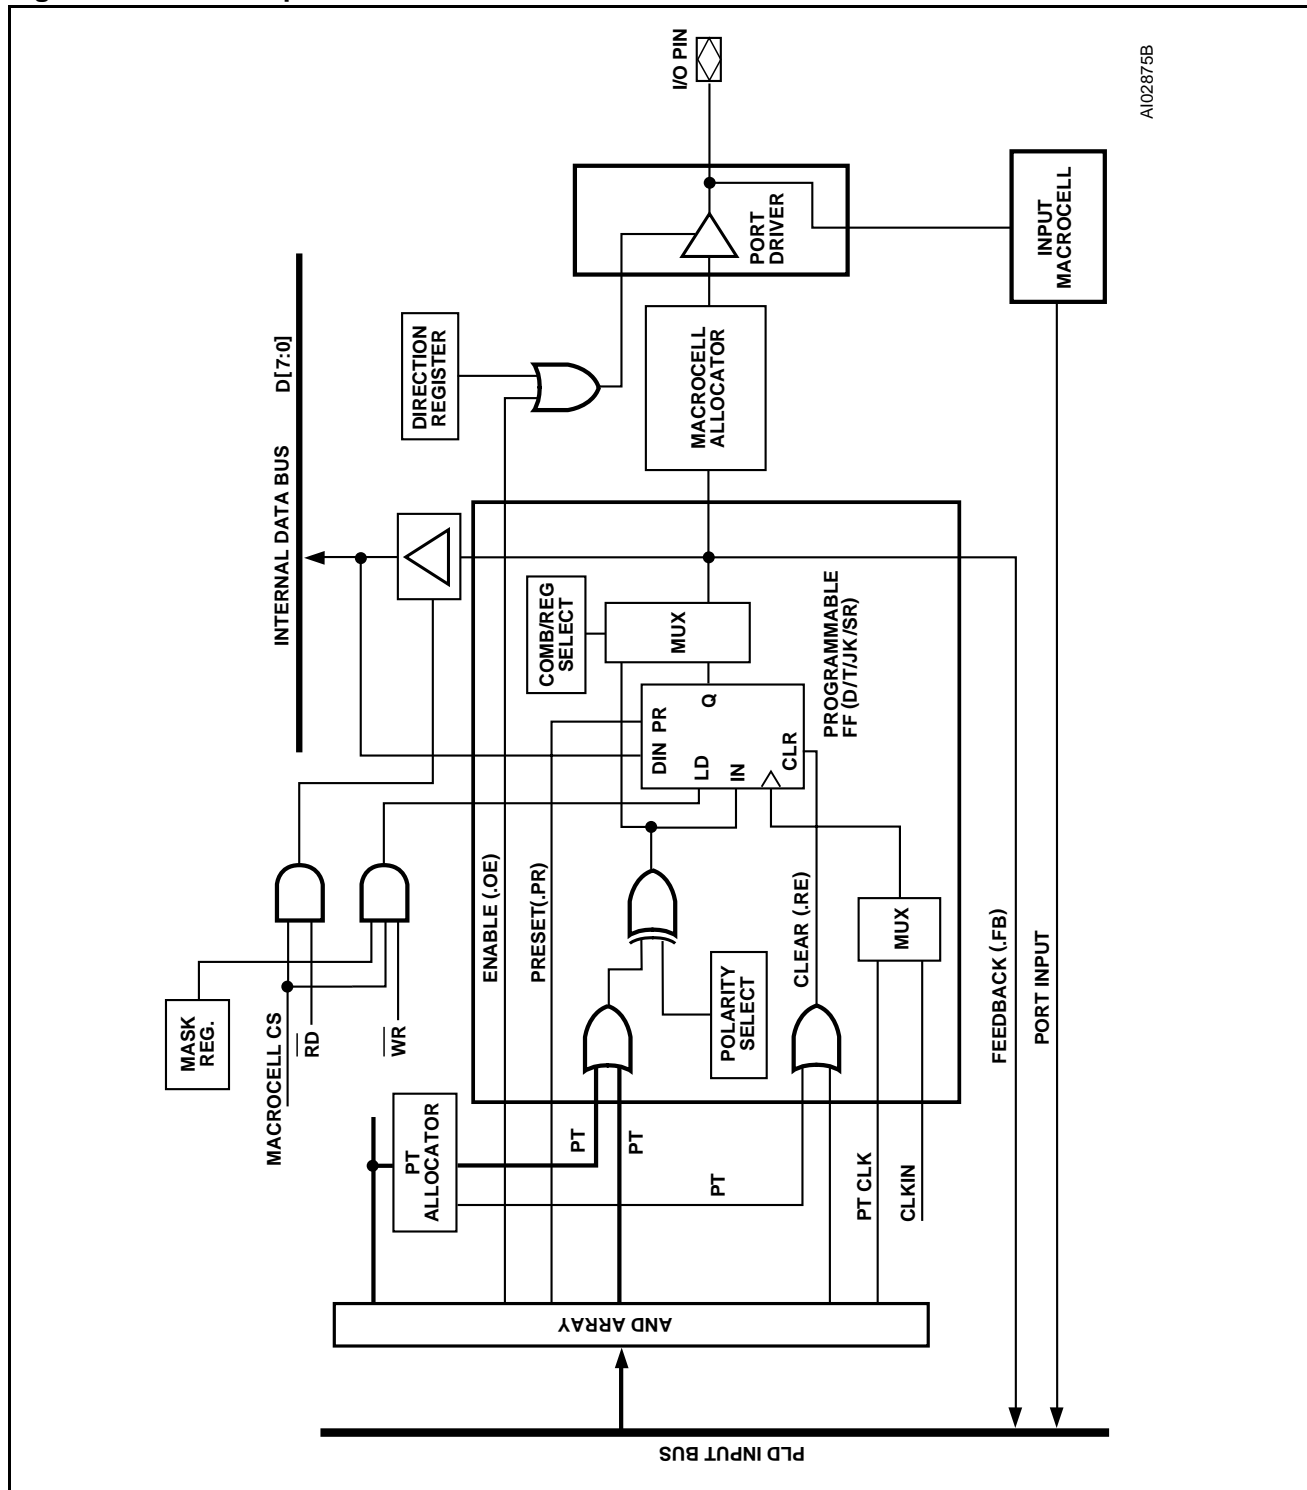 MASK
REG.
MACROCELL CS
RD
WR
INTERNAL DATA BUS D[7:0]
DIRECTION
REGISTER
PT
ALLOCATOR
ENABLE (.OE)
PRESET(.PR)
COMB/REG
SELECT
PT
PT
PT
POLARITY
SELECT
DIN PR
LD
Q
IN
CLR
MUX
PROGRAMMABLE
FF (D/T/JK/SR)
CLEAR (.RE)
MUX
PT CLK
CLKIN
MACROCELL
ALLOCATOR
PORT
DRIVER
I/O PIN
INPUT
MACROCELL
FEEDBACK (.FB)
PORT INPUT
AND ARRAY
PLD INPUT BUS
AI02875B